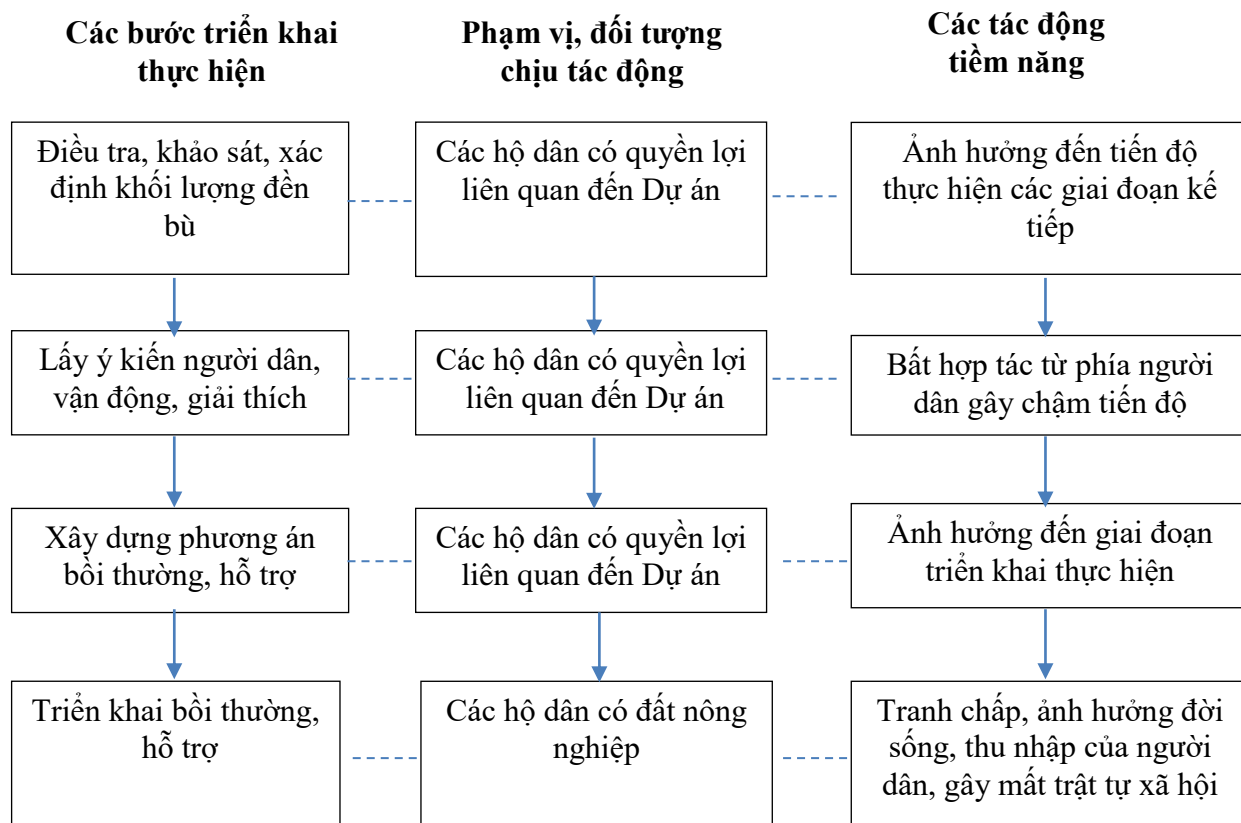 Các bước triển khai
thực hiện
Phạm vị, đối tượng
chịu tác động
Các tác động
tiềm năng
Điều tra, khảo sát, xác
định khối lượng đền
bù
Các hộ dân có quyền lợi
liên quan đến Dự án
Ảnh hưởng đến tiến độ
thực hiện các giai đoạn kế
tiếp
Lấy ý kiến người dân,
vận động, giải thích
Các hộ dân có quyền lợi
liên quan đến Dự án
Bất hợp tác từ phía người
dân gây chậm tiến độ
Xây dựng phương án
bồi thường, hỗ trợ
Các hộ dân có quyền lợi
liên quan đến Dự án
Ảnh hưởng đến giai đoạn
triển khai thực hiện
Triển khai bồi thường,
hỗ trợ
Các hộ dân có đất nông
nghiệp
Tranh chấp, ảnh hưởng đời
sống, thu nhập của người
dân, gây mất trật tự xã hội